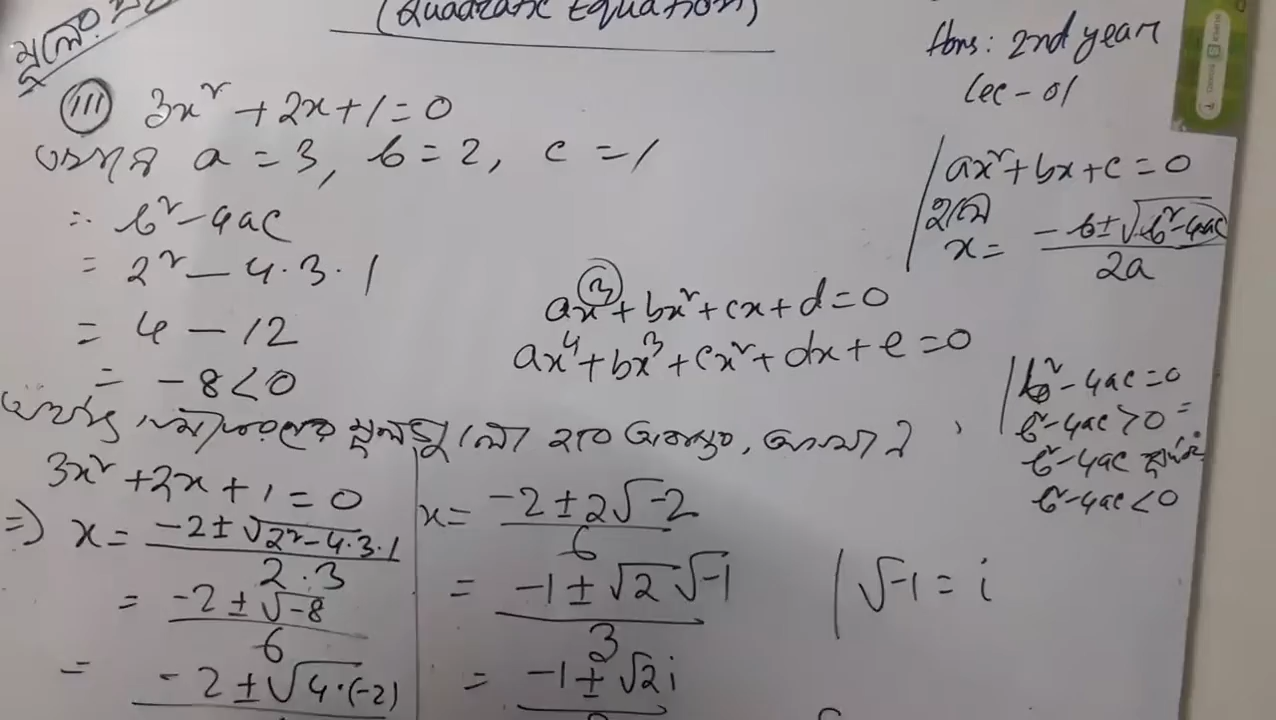 (Quadratic Equation)
Hons: 2nd year
Lec-01
(iii) 3x² + 2x + 1 = 0
a = 3, b = 2, c = 1
∴ b² - 4ac
= 2² - 4·3·1
= 4 - 12
= -8 < 0
ax² + bx + c = 0
হলে
x = (-b ± √(b² - 4ac)) / 2a
ax³ + bx² + cx + d = 0
ax⁴ + bx³ + cx² + dx + e = 0
b² - 4ac = 0
b² - 4ac > 0
b² - 4ac
b² - 4ac < 0
মূলদ্বয়
3x² + 2x + 1 = 0
⇒ x = (-2 ± √(2² - 4·3·1)) / 2·3
= (-2 ± √-8) / 6
= -2 ± √(4·(-2))
x = (-2 ± 2√-2) / 6
= (-1 ± √2 √-1) / 3
= -1 ± √2 i
√-1 = i